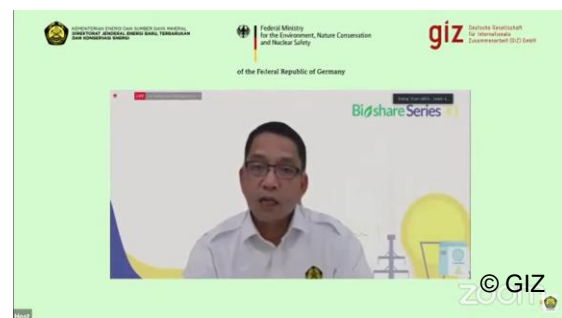 KEMENTERIAN ENERGI DAN SUMBER DAYA MINERAL
DIREKTORAT JENDERAL ENERGI BARU, TERBARUKAN
DAN KONSERVASI ENERGI
Federal Ministry
for the Environment, Nature Conservation
and Nuclear Safety
of the Federal Republic of Germany
giz
Deutsche Gesellschaft
für Internationale
Zusammenarbeit (GIZ) GmbH
LIVE
Bioshare Series
© GIZ
zoom
Host